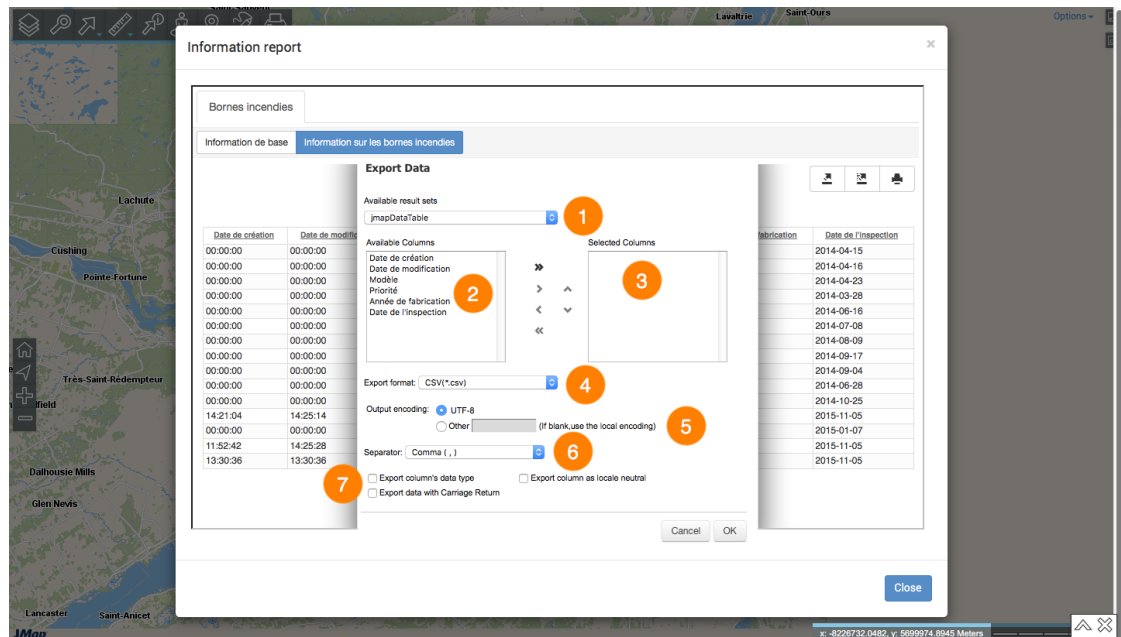 Saint-Sauveur
Lavaltrie
Saint-Ours
Options
Information report
×
Bornes incendies
Information de base
Information sur les bornes incendies
Export Data
Available result sets
jmapDataTable
1
Date de création
Date de modific
fabrication
Date de l'inspection
Available Columns
Selected Columns
Date de création
Date de modification
Modèle
Priorité
Année de fabrication
Date de l'inspection
2
3
00:00:00 00:00:00 2014-04-15
00:00:00 00:00:00 2014-04-16
00:00:00 00:00:00 2014-04-23
00:00:00 00:00:00 2014-03-28
00:00:00 00:00:00 2014-06-16
00:00:00 00:00:00 2014-07-08
00:00:00 00:00:00 2014-08-09
00:00:00 00:00:00 2014-09-17
00:00:00 00:00:00 2014-09-04
00:00:00 00:00:00 2014-06-28
00:00:00 00:00:00 2014-10-25
14:21:04 14:25:14 2015-11-05
00:00:00 00:00:00 2015-01-07
11:52:42 14:25:28 2015-11-05
13:30:36 13:30:36 2015-11-05
Export format: CSV(*.csv)
4
Output encoding: UTF-8
Other (If blank,use the local encoding)
5
Separator: Comma ( , )
6
7
Export column's data type
Export column as locale neutral
Export data with Carriage Return
Cancel
OK
Close
Lachute
Cushing
Pointe-Fortune
Très-Saint-Rédempteur
field
Dalhousie Mills
Glen Nevis
Lancaster
Saint-Anicet
JMap
x: -8226732.0482, y: 5699974.8945 Meters